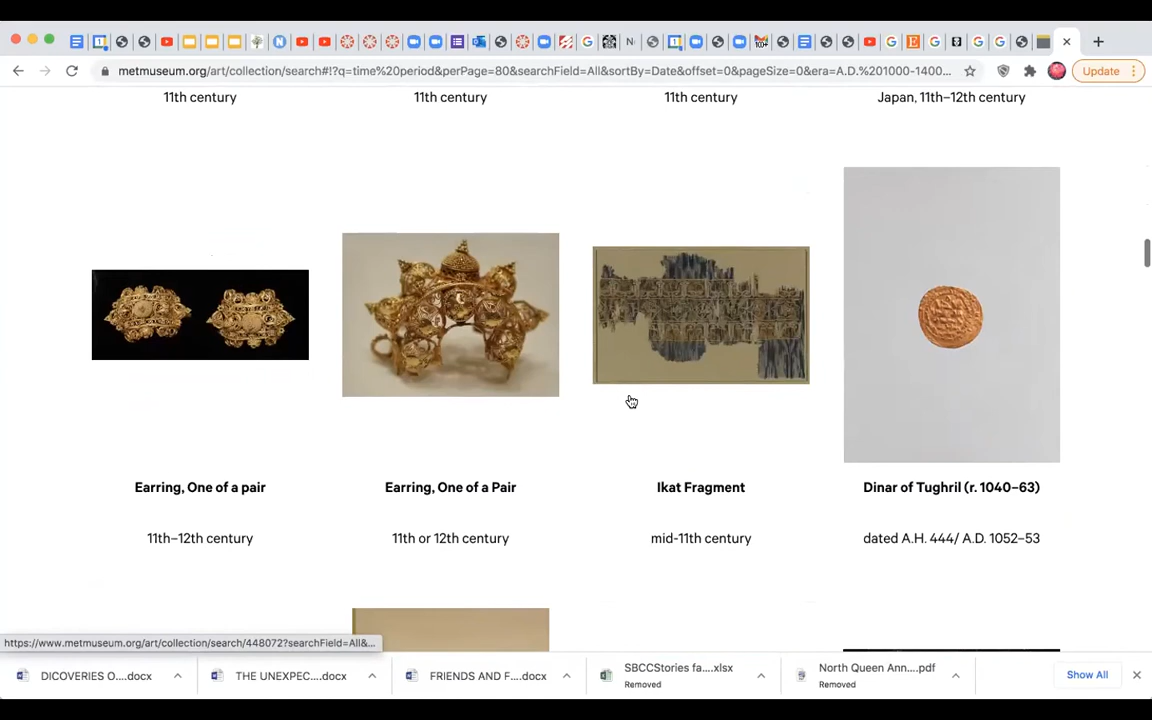 metmuseum.org/art/collection/search#!?q=time%20period&perPage=80&searchField=All&sortBy=Date&offset=0&pageSize=0&era=A.D.%201000-1400...
Update
11th century
11th century
11th century
Japan, 11th–12th century
Earring, One of a pair
Earring, One of a Pair
Ikat Fragment
Dinar of Tughril (r. 1040–63)
11th–12th century
11th or 12th century
mid-11th century
dated A.H. 444/ A.D. 1052–53
https://www.metmuseum.org/art/collection/search/448072?searchField=All&...
DICOVERIES O....docx
THE UNEXPEC....docx
FRIENDS AND F....docx
SBCCStories fa....xlsx
Removed
North Queen Ann....pdf
Removed
Show All